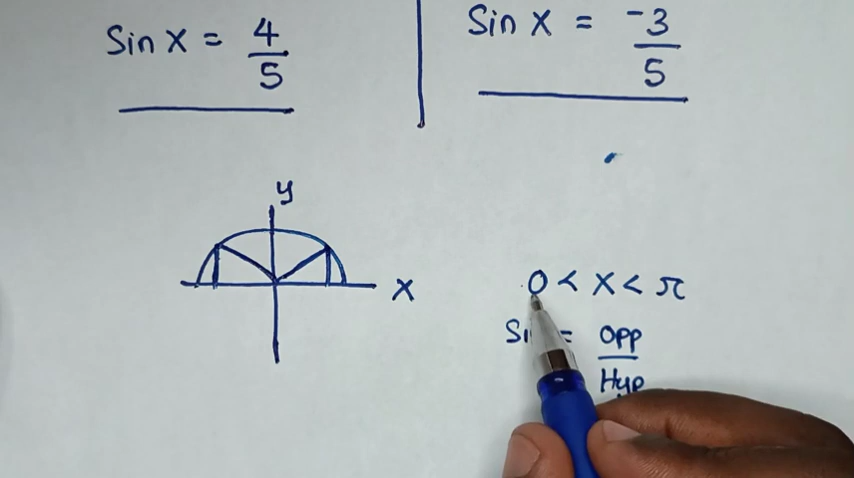 Sin X = 4/5
Sin X = -3/5
y
X
0 < X < π
= Opp/Hyp